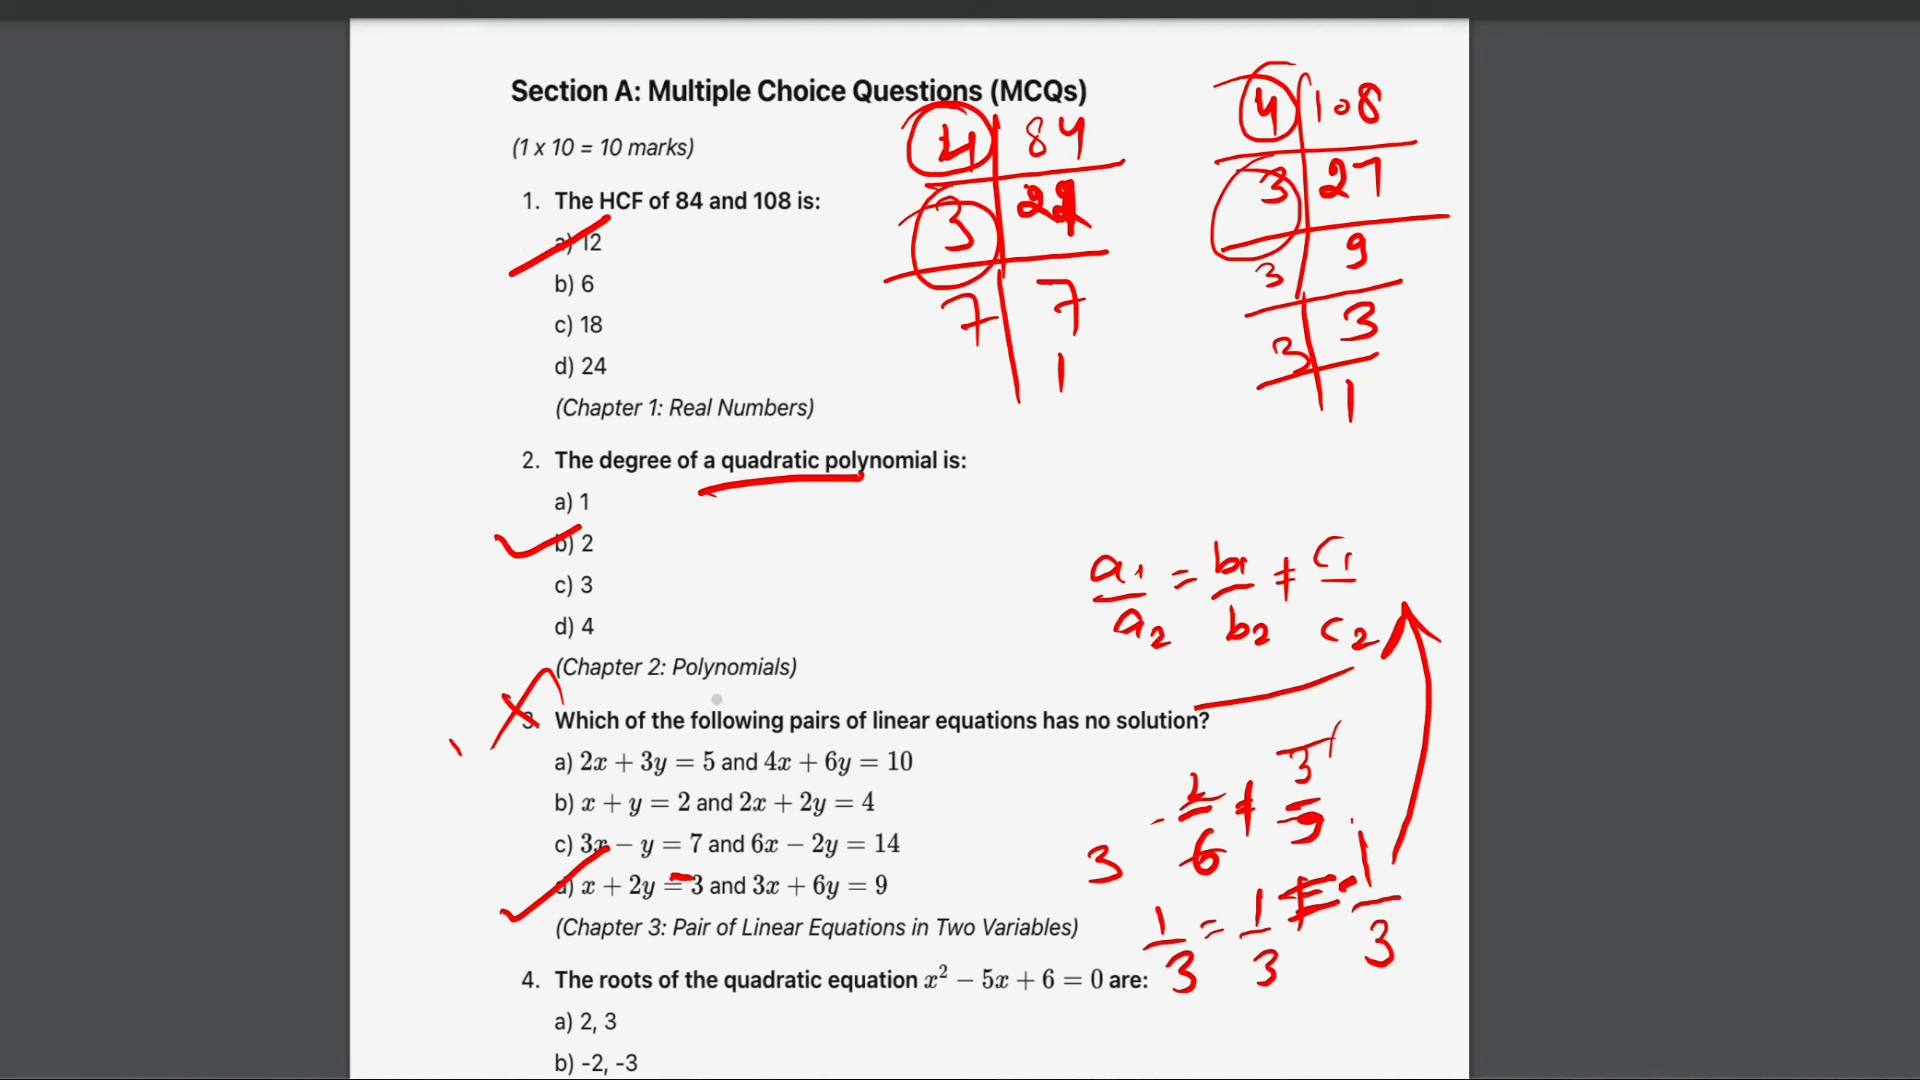 Section A: Multiple Choice Questions (MCQs)
(1 x 10 = 10 marks)
4 | 84
3 | 22
7 | 7
1
4 | 108
3 | 27
3 | 9
3 | 3
1
1. The HCF of 84 and 108 is:
a) 12
b) 6
c) 18
d) 24
(Chapter 1: Real Numbers)
2. The degree of a quadratic polynomial is:
a) 1
b) 2
c) 3
d) 4
(Chapter 2: Polynomials)
a1/a2 = b1/b2 ≠ c1/c2
3. Which of the following pairs of linear equations has no solution?
a) 2x + 3y = 5 and 4x + 6y = 10
b) x + y = 2 and 2x + 2y = 4
c) 3x − y = 7 and 6x − 2y = 14
d) x + 2y = 3 and 3x + 6y = 9
(Chapter 3: Pair of Linear Equations in Two Variables)
3
2/6 ≠ 3/9
1/3 = 1/3 = 1/3
4. The roots of the quadratic equation x² − 5x + 6 = 0 are:
a) 2, 3
b) -2, -3